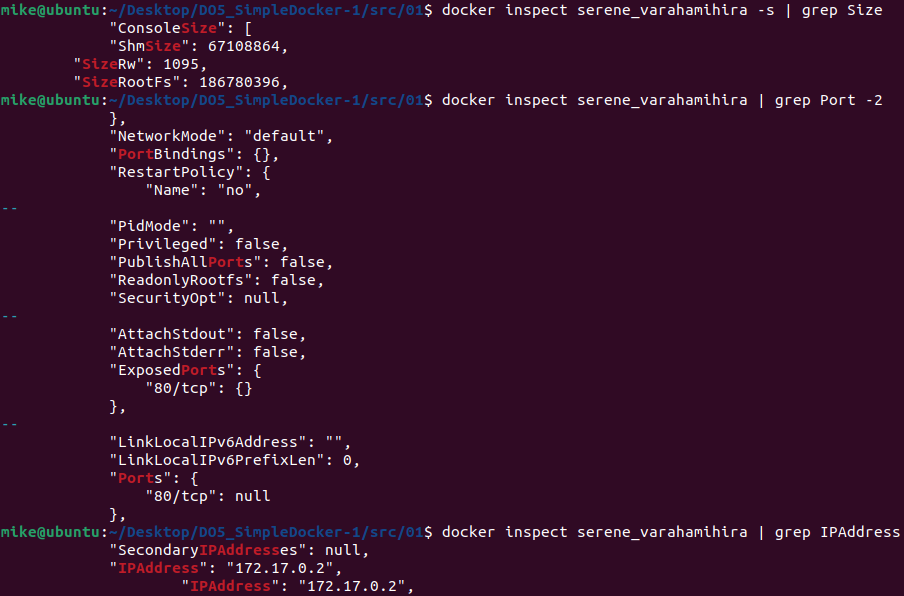 mike@ubuntu:~/Desktop/DO5_SimpleDocker-1/src/01$ docker inspect serene_varahamihira -s | grep Size
            "ConsoleSize": [
            "ShmSize": 67108864,
        "SizeRw": 1095,
        "SizeRootFs": 186780396,
mike@ubuntu:~/Desktop/DO5_SimpleDocker-1/src/01$ docker inspect serene_varahamihira | grep Port -2
            },
            "NetworkMode": "default",
            "PortBindings": {},
            "RestartPolicy": {
                "Name": "no",
--
            "PidMode": "",
            "Privileged": false,
            "PublishAllPorts": false,
            "ReadonlyRootfs": false,
            "SecurityOpt": null,
--
            "AttachStdout": false,
            "AttachStderr": false,
            "ExposedPorts": {
                "80/tcp": {}
            },
--
            "LinkLocalIPv6Address": "",
            "LinkLocalIPv6PrefixLen": 0,
            "Ports": {
                "80/tcp": null
            },
mike@ubuntu:~/Desktop/DO5_SimpleDocker-1/src/01$ docker inspect serene_varahamihira | grep IPAddress
            "SecondaryIPAddresses": null,
            "IPAddress": "172.17.0.2",
                    "IPAddress": "172.17.0.2",